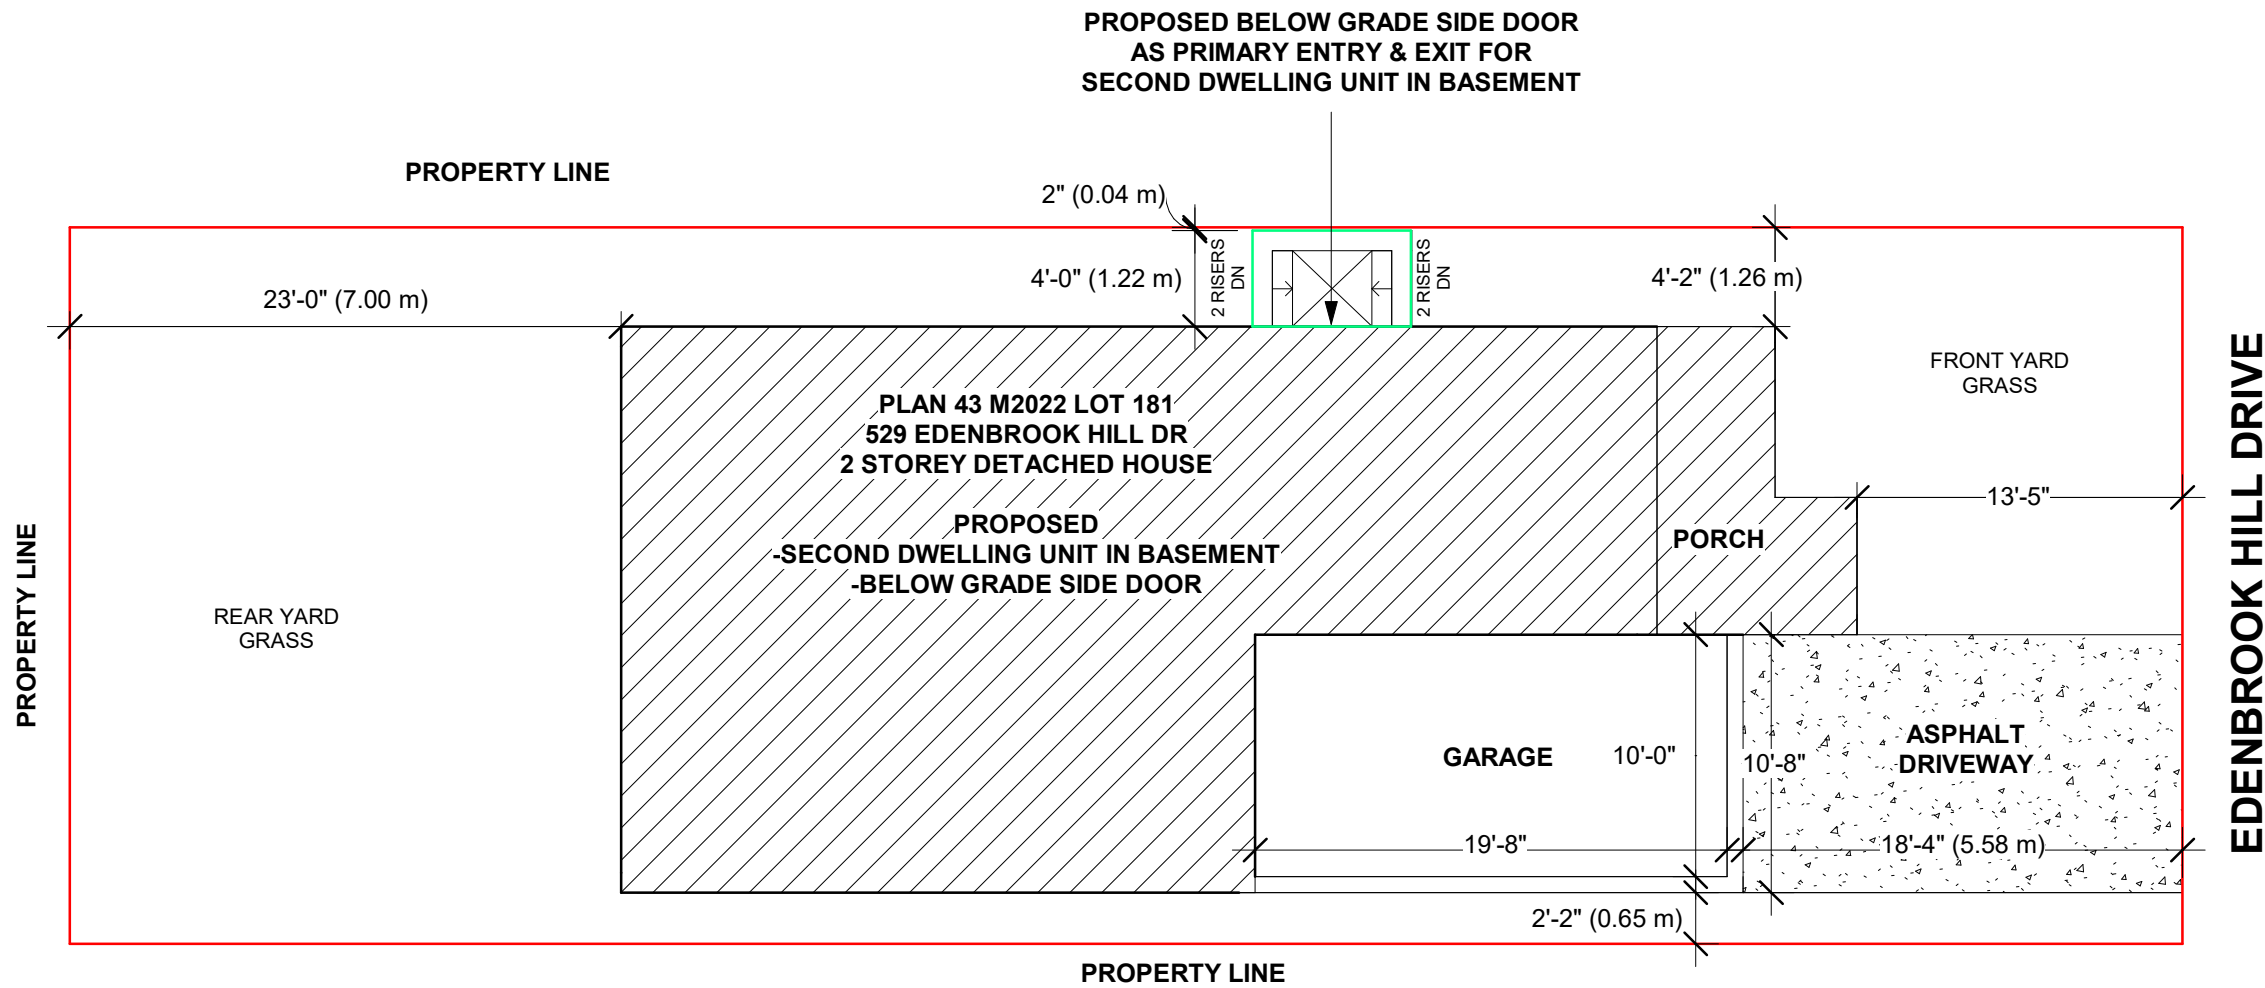 PROPOSED BELOW GRADE SIDE DOOR
AS PRIMARY ENTRY & EXIT FOR
SECOND DWELLING UNIT IN BASEMENT
PROPERTY LINE
2" (0.04 m)
4'-0" (1.22 m)
2 RISERS
DN
2 RISERS
DN
4'-2" (1.26 m)
23'-0" (7.00 m)
FRONT YARD
GRASS
PLAN 43 M2022 LOT 181
529 EDENBROOK HILL DR
2 STOREY DETACHED HOUSE
PROPOSED
-SECOND DWELLING UNIT IN BASEMENT
-BELOW GRADE SIDE DOOR
13'-5"
PORCH
EDENBROOK HILL DRIVE
PROPERTY LINE
REAR YARD
GRASS
GARAGE
10'-0"
10'-8"
ASPHALT
DRIVEWAY
19'-8"
18'-4" (5.58 m)
2'-2" (0.65 m)
PROPERTY LINE